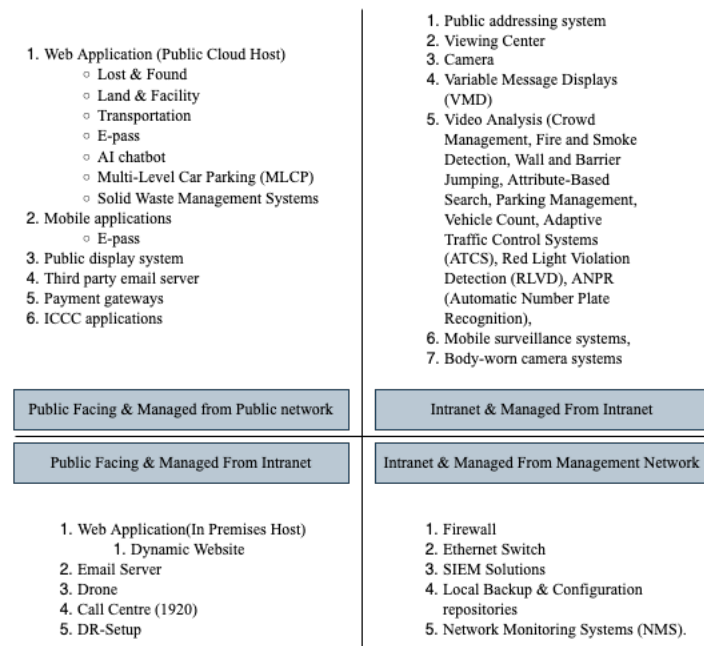 1. Web Application (Public Cloud Host)
○ Lost & Found
○ Land & Facility
○ Transportation
○ E-pass
○ AI chatbot
○ Multi-Level Car Parking (MLCP)
○ Solid Waste Management Systems
2. Mobile applications
○ E-pass
3. Public display system
4. Third party email server
5. Payment gateways
6. ICCC applications
Public Facing & Managed from Public network
1. Public addressing system
2. Viewing Center
3. Camera
4. Variable Message Displays
(VMD)
5. Video Analysis (Crowd
Management, Fire and Smoke
Detection, Wall and Barrier
Jumping, Attribute-Based
Search, Parking Management,
Vehicle Count, Adaptive
Traffic Control Systems
(ATCS), Red Light Violation
Detection (RLVD), ANPR
(Automatic Number Plate
Recognition),
6. Mobile surveillance systems,
7. Body-worn camera systems
Intranet & Managed From Intranet
Public Facing & Managed From Intranet
1. Web Application(In Premises Host)
1. Dynamic Website
2. Email Server
3. Drone
4. Call Centre (1920)
5. DR-Setup
Intranet & Managed From Management Network
1. Firewall
2. Ethernet Switch
3. SIEM Solutions
4. Local Backup & Configuration
repositories
5. Network Monitoring Systems (NMS).